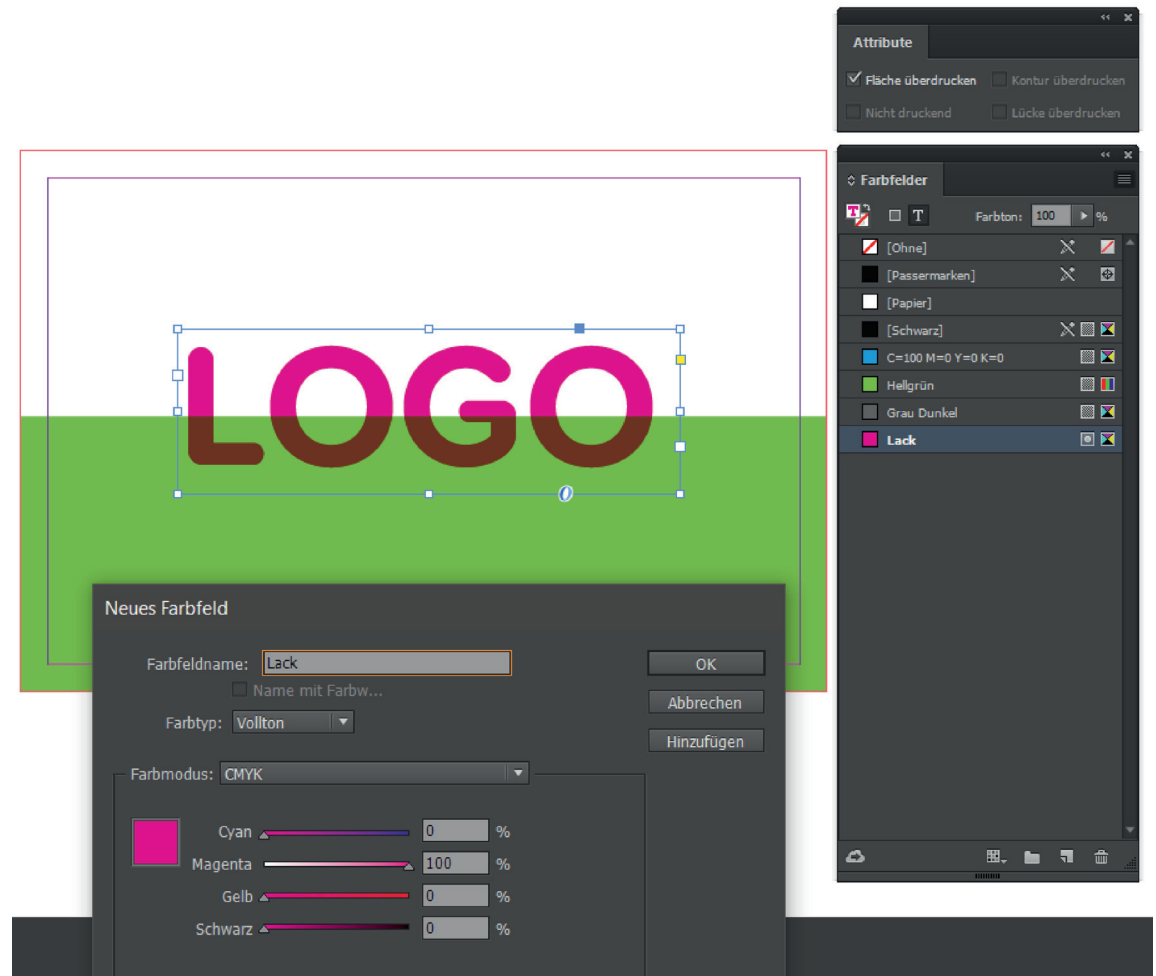 Attribute
Fläche überdrucken Kontur überdrucken
Nicht druckend Lücke überdrucken
Farbfelder
T T Farbton: 100 %
[Ohne]
[Passermarken]
[Papier]
[Schwarz]
C=100 M=0 Y=0 K=0
Hellgrün
Grau Dunkel
Lack
LOGO
Neues Farbfeld
Farbfeldname: Lack
Name mit Farbw...
Farbtyp: Vollton
Farbmodus: CMYK
Cyan 0 %
Magenta 100 %
Gelb 0 %
Schwarz 0 %
OK
Abbrechen
Hinzufügen